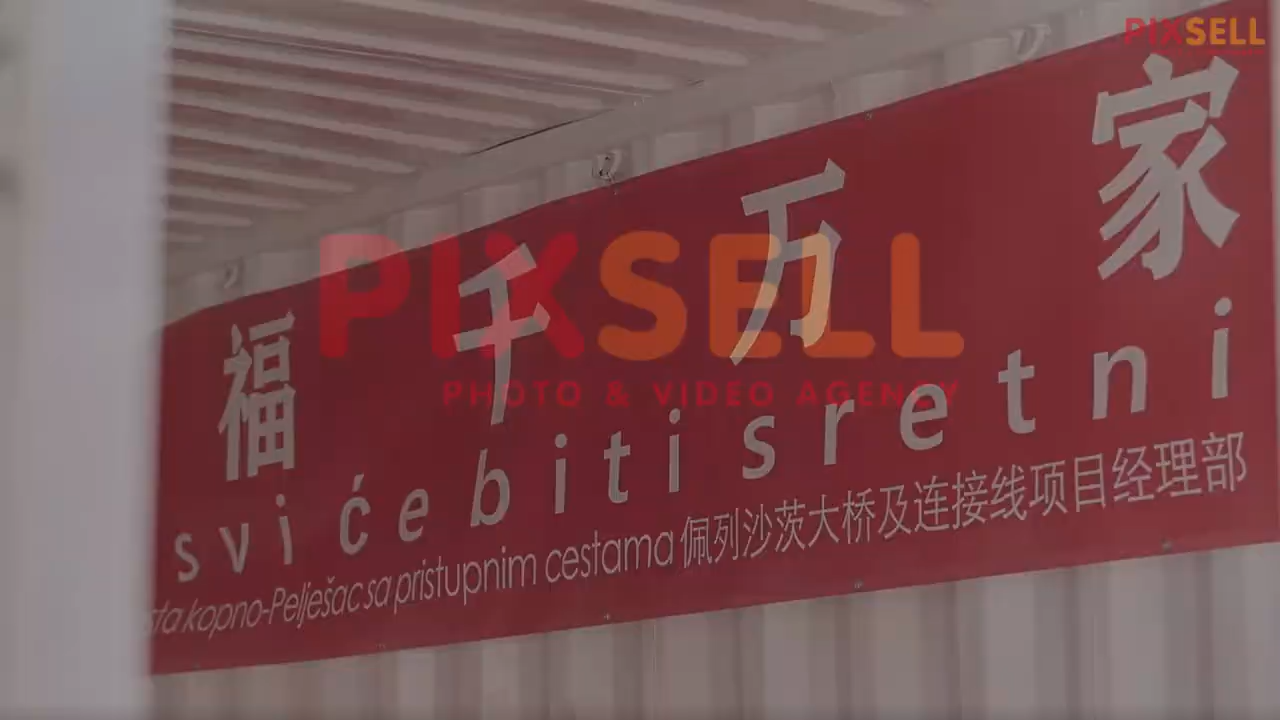 PIXSELL
福千万家
PIXSELL
PHOTO & VIDEO AGENCY
svi će biti sretni
kopno-Pelješac sa pristupnim cestama 佩列沙茨大桥及连接线项目经理部